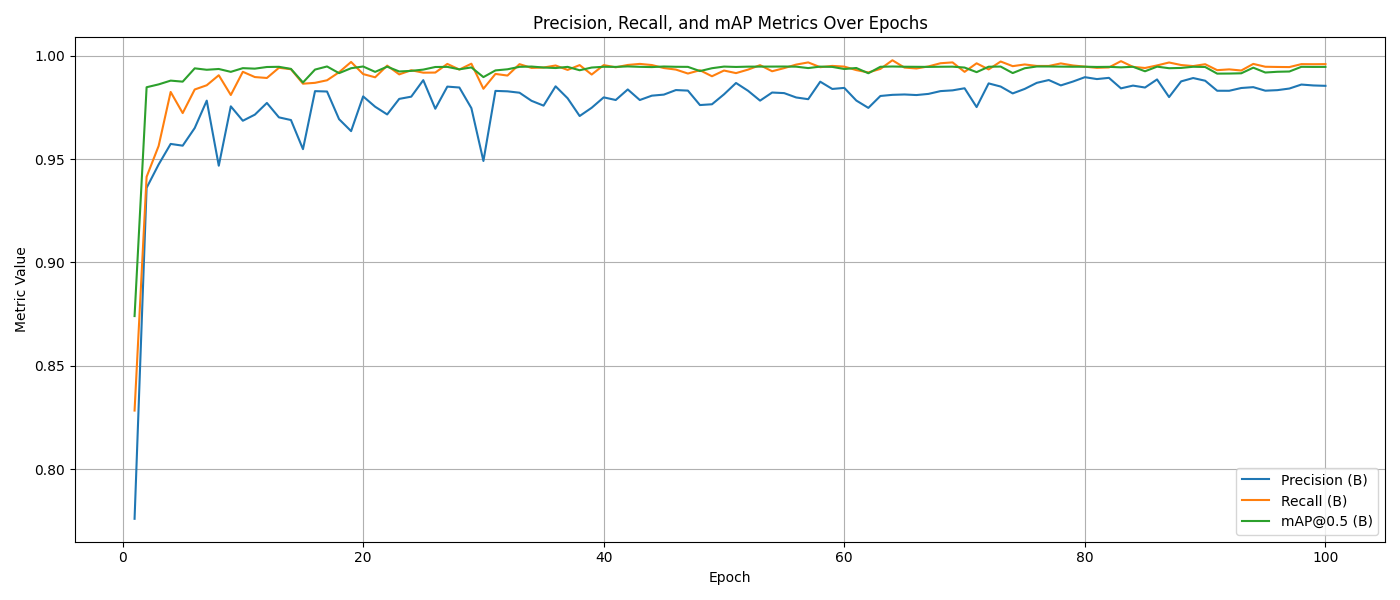 Precision, Recall, and mAP Metrics Over Epochs
Metric Value
1.00
0.95
0.90
0.85
0.80
0
20
40
60
80
100
Epoch
Precision (B)
Recall (B)
mAP@0.5 (B)